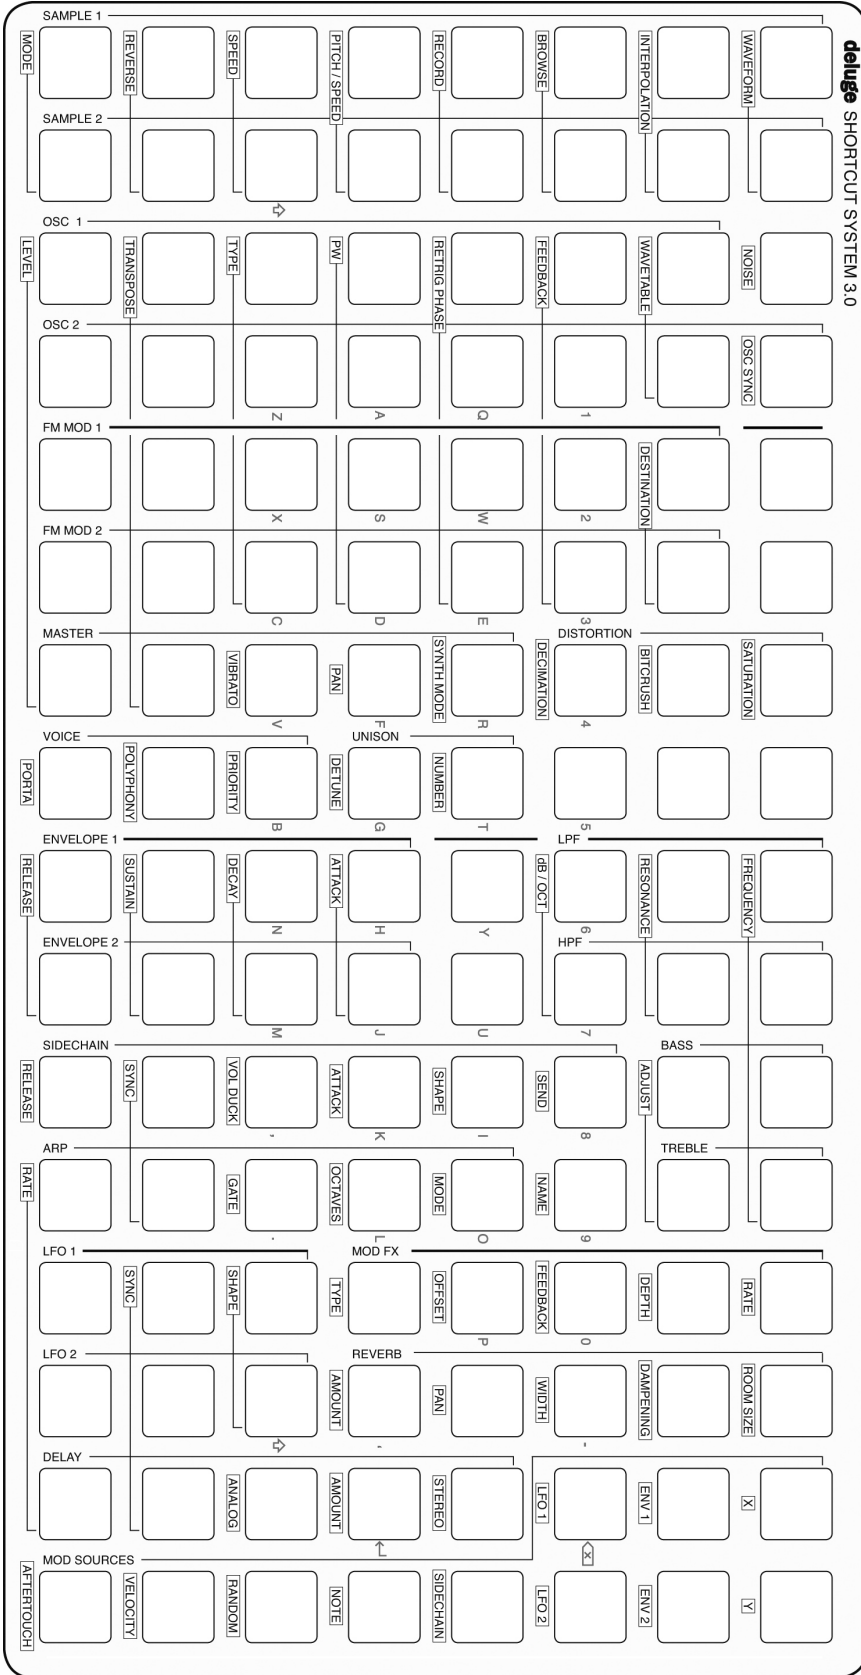 deluge SHORTCUT SYSTEM 3.0
SAMPLE 1
MODE
REVERSE
SPEED
PITCH / SPEED
RECORD
BROWSE
INTERPOLATION
WAVEFORM
SAMPLE 2
OSC 1
LEVEL
TRANSPOSE
TYPE
PW
RETRIG PHASE
FEEDBACK
WAVETABLE
NOISE
OSC 2
OSC SYNC
Z
A
Q
1
FM MOD 1
DESTINATION
X
S
W
2
FM MOD 2
C
D
E
3
MASTER
DISTORTION
VIBRATO
PAN
SYNTH MODE
DECIMATION
BITCRUSH
SATURATION
V
F
R
4
VOICE
UNISON
PORTA
POLYPHONY
PRIORITY
DETUNE
NUMBER
B
G
T
5
ENVELOPE 1
LPF
RELEASE
SUSTAIN
DECAY
ATTACK
dB / OCT
RESONANCE
FREQUENCY
N
H
Y
6
ENVELOPE 2
HPF
M
J
U
7
SIDECHAIN
BASS
RELEASE
SYNC
VOL DUCK
ATTACK
SHAPE
SEND
ADJUST
,
K
I
8
ARP
TREBLE
RATE
GATE
OCTAVES
MODE
NAME
.
L
O
9
LFO 1
MOD FX
SYNC
SHAPE
TYPE
OFFSET
FEEDBACK
DEPTH
RATE
P
0
LFO 2
REVERB
AMOUNT
PAN
WIDTH
DAMPENING
ROOM SIZE
'
-
DELAY
ANALOG
AMOUNT
STEREO
LFO 1
ENV 1
X
MOD SOURCES
AFTERTOUCH
VELOCITY
RANDOM
NOTE
SIDECHAIN
LFO 2
ENV 2
Y